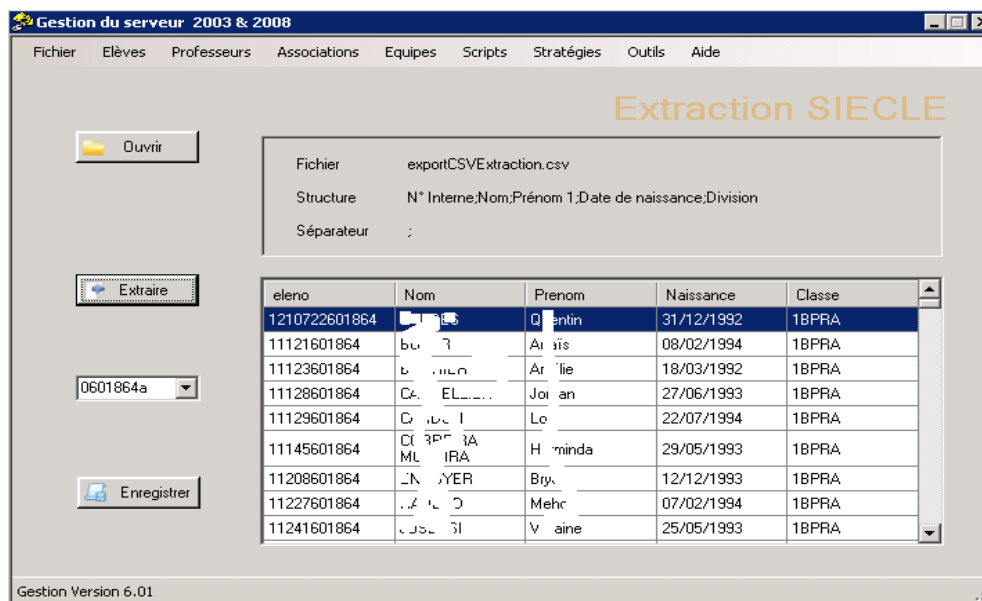 Gestion du serveur 2003 & 2008
Fichier Elèves Professeurs Associations Equipes Scripts Stratégies Outils Aide
Extraction SIECLE
Ouvrir
Fichier exportCSVExtraction.csv
Structure N° Interne;Nom;Prénom 1;Date de naissance;Division
Séparateur ;
Extraire
eleno Nom Prenom Naissance Classe
1210722601864 31/12/1992 1BPRA
11121601864 08/02/1994 1BPRA
11123601864 18/03/1992 1BPRA
11128601864 27/06/1993 1BPRA
11129601864 22/07/1994 1BPRA
11145601864 29/05/1993 1BPRA
11208601864 12/12/1993 1BPRA
11227601864 07/02/1994 1BPRA
11241601864 25/05/1993 1BPRA
0601864a
Enregistrer
Gestion Version 6.01